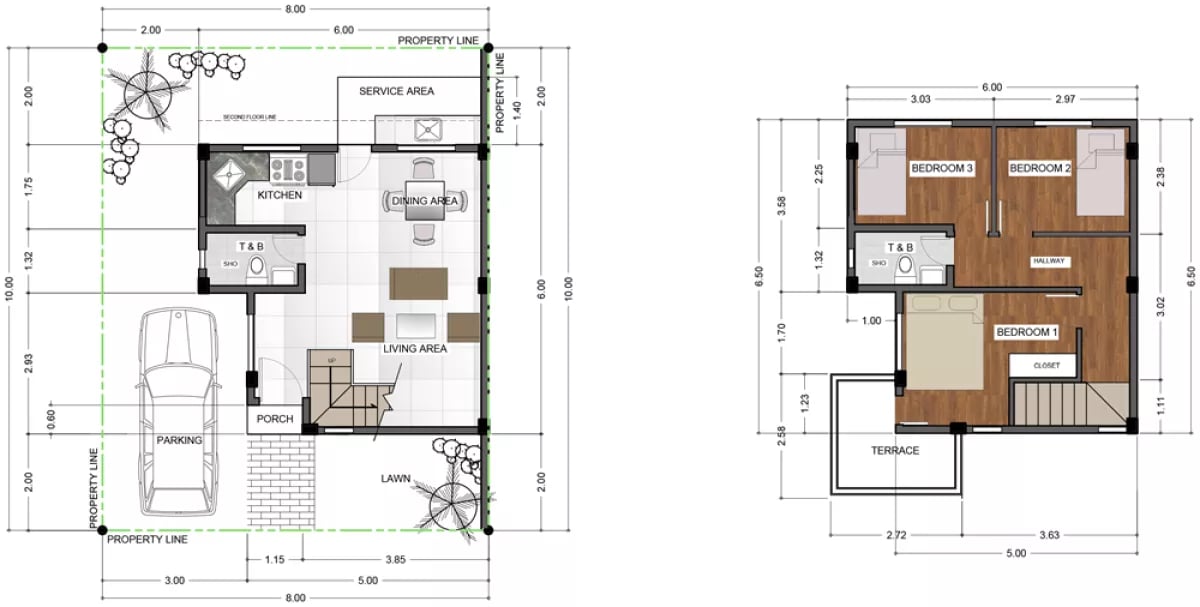 8.00
2.00
6.00
PROPERTY LINE
PROPERTY LINE
SERVICE AREA
2.00
1.40
2.00
SECOND FLOOR LINE
KITCHEN
DINING AREA
1.75
T & B
SHO
1.32
10.00
6.00
10.00
LIVING AREA
UP
2.93
0.60
PORCH
PARKING
LAWN
2.00
2.00
PROPERTY LINE
PROPERTY LINE
1.15
3.85
3.00
5.00
8.00
6.00
3.03
2.97
BEDROOM 3
BEDROOM 2
2.25
2.38
3.58
T & B
SHO
HALLWAY
1.32
6.50
6.50
3.02
1.00
BEDROOM 1
1.70
CLOSET
1.23
1.11
2.58
TERRACE
2.72
3.63
5.00